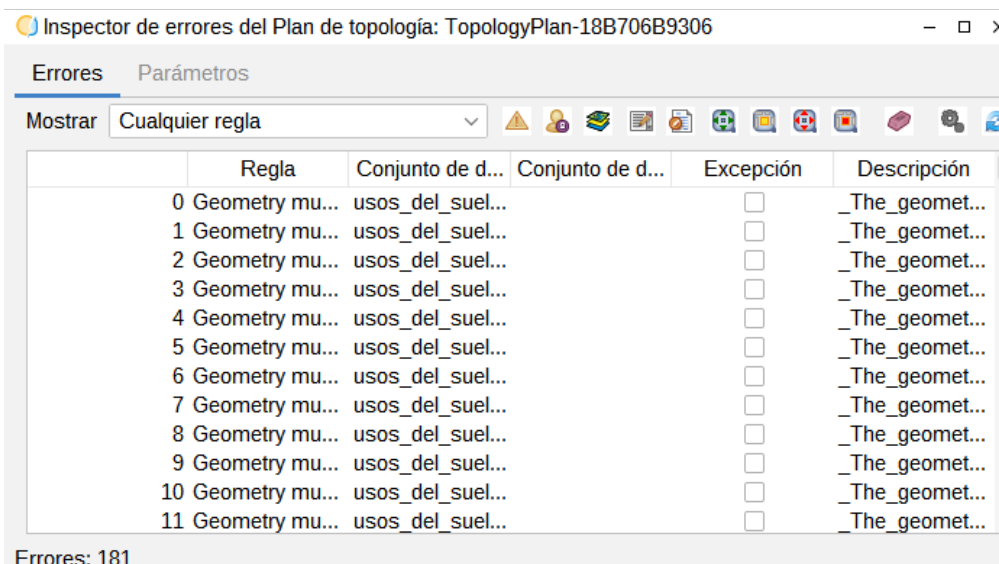 Inspector de errores del Plan de topología: TopologyPlan-18B706B9306
Errores Parámetros
Mostrar Cualquier regla
Regla Conjunto de d... Conjunto de d... Excepción Descripción
0 Geometry mu... usos_del_suel... _The_geomet...
1 Geometry mu... usos_del_suel... _The_geomet...
2 Geometry mu... usos_del_suel... _The_geomet...
3 Geometry mu... usos_del_suel... _The_geomet...
4 Geometry mu... usos_del_suel... _The_geomet...
5 Geometry mu... usos_del_suel... _The_geomet...
6 Geometry mu... usos_del_suel... _The_geomet...
7 Geometry mu... usos_del_suel... _The_geomet...
8 Geometry mu... usos_del_suel... _The_geomet...
9 Geometry mu... usos_del_suel... _The_geomet...
10 Geometry mu... usos_del_suel... _The_geomet...
11 Geometry mu... usos_del_suel... _The_geomet...
Errores: 181